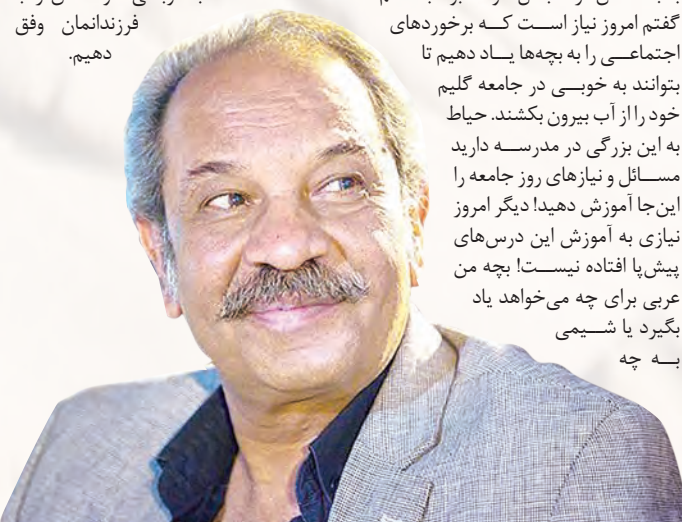 گفتم امروز نیاز است که برخوردهای
اجتماعی را به بچه‌ها یاد دهیم تا
بتوانند به خوبی در جامعه گلیم
خود را از آب بیرون بکشند. حیاط
به این بزرگی در مدرسه دارید
مسائل و نیازهای روز جامعه را
این‌جا آموزش دهید! دیگر امروز
نیازی به آموزش این درس‌های
پیش‌پا افتاده نیست! بچه من
عربی برای چه می‌خواهد یاد
بگیرد یا شیمی
به چه
فرزندانمان وفق
دهیم.